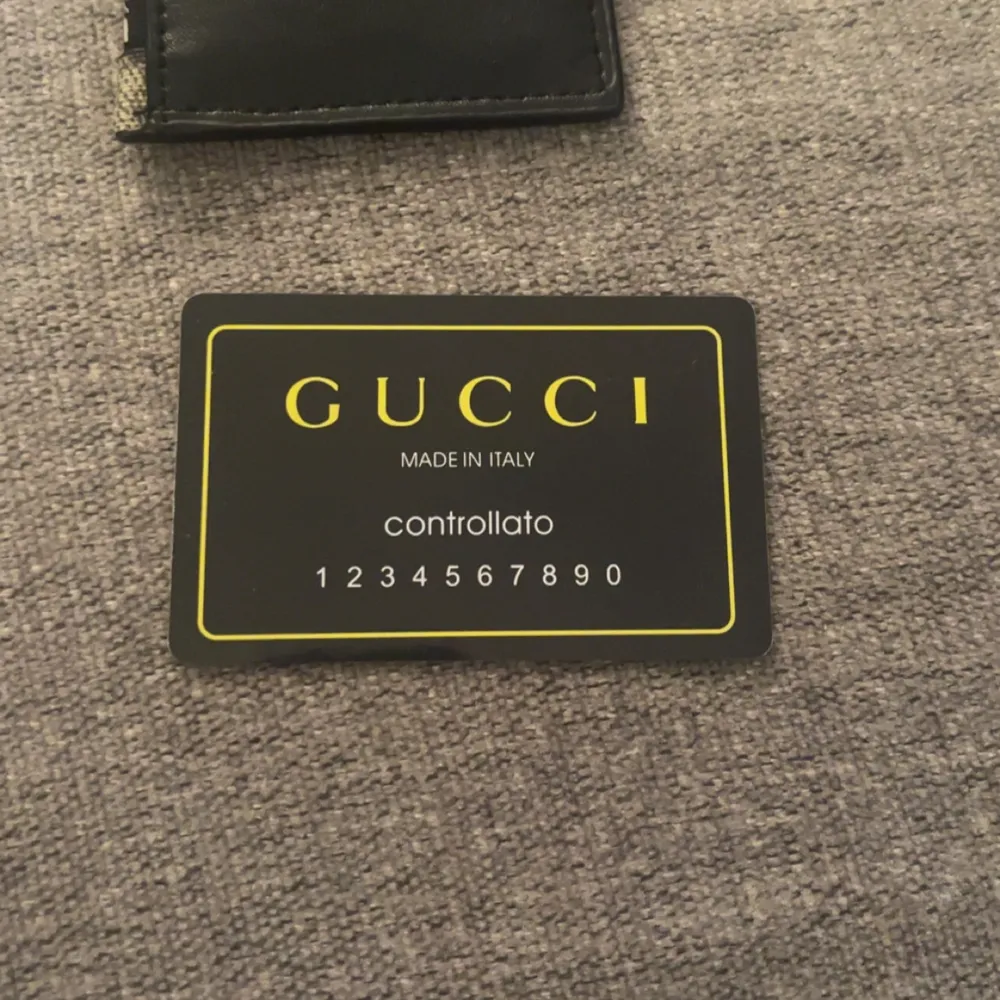 GUCCI
MADE IN ITALY
controllato
1 2 3 4 5 6 7 8 9 0